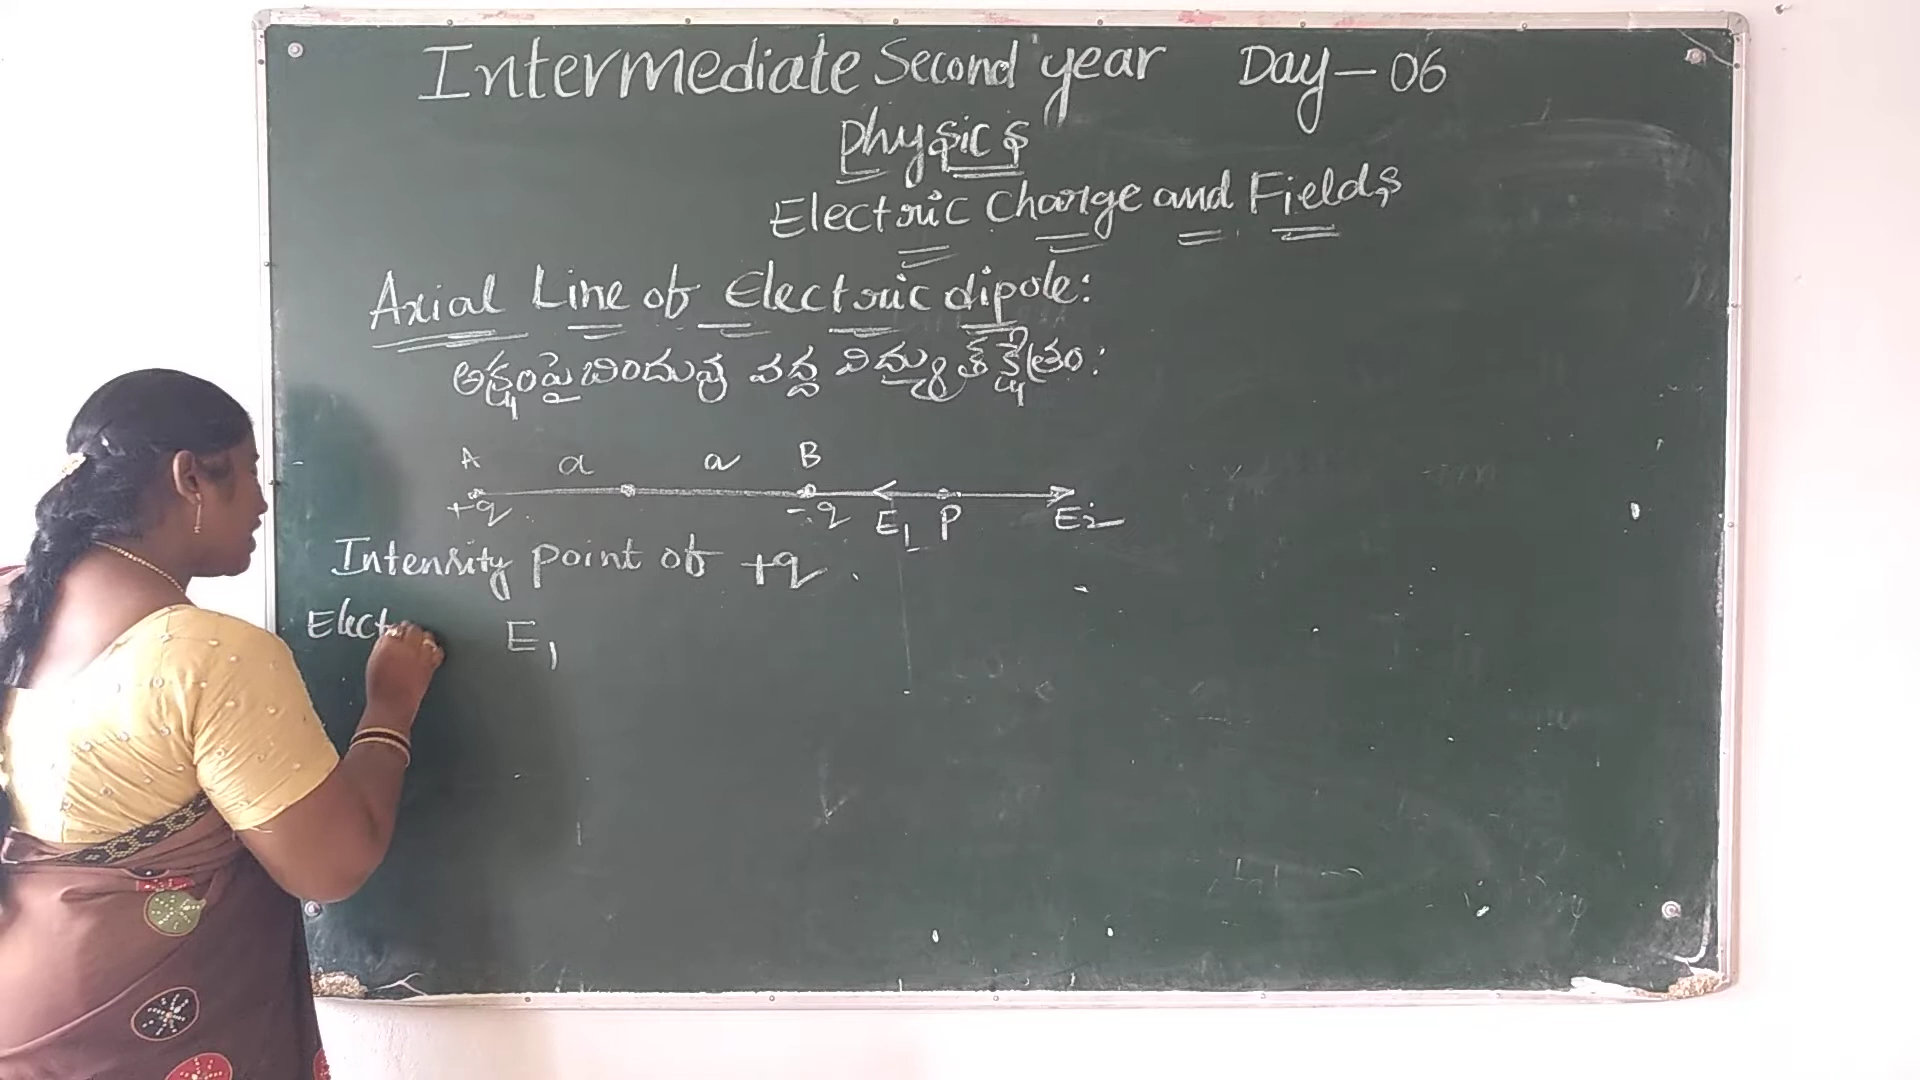 Intermediate Second year Day-06
Physics
Electric Charge and Fields
Axial Line of Electric dipole:
అక్షంపై బిందువు వద్ద విద్యుత్ క్షేత్రం:
A a a B
+q -q E1 P E2
Intensity point of +q
Elect E1